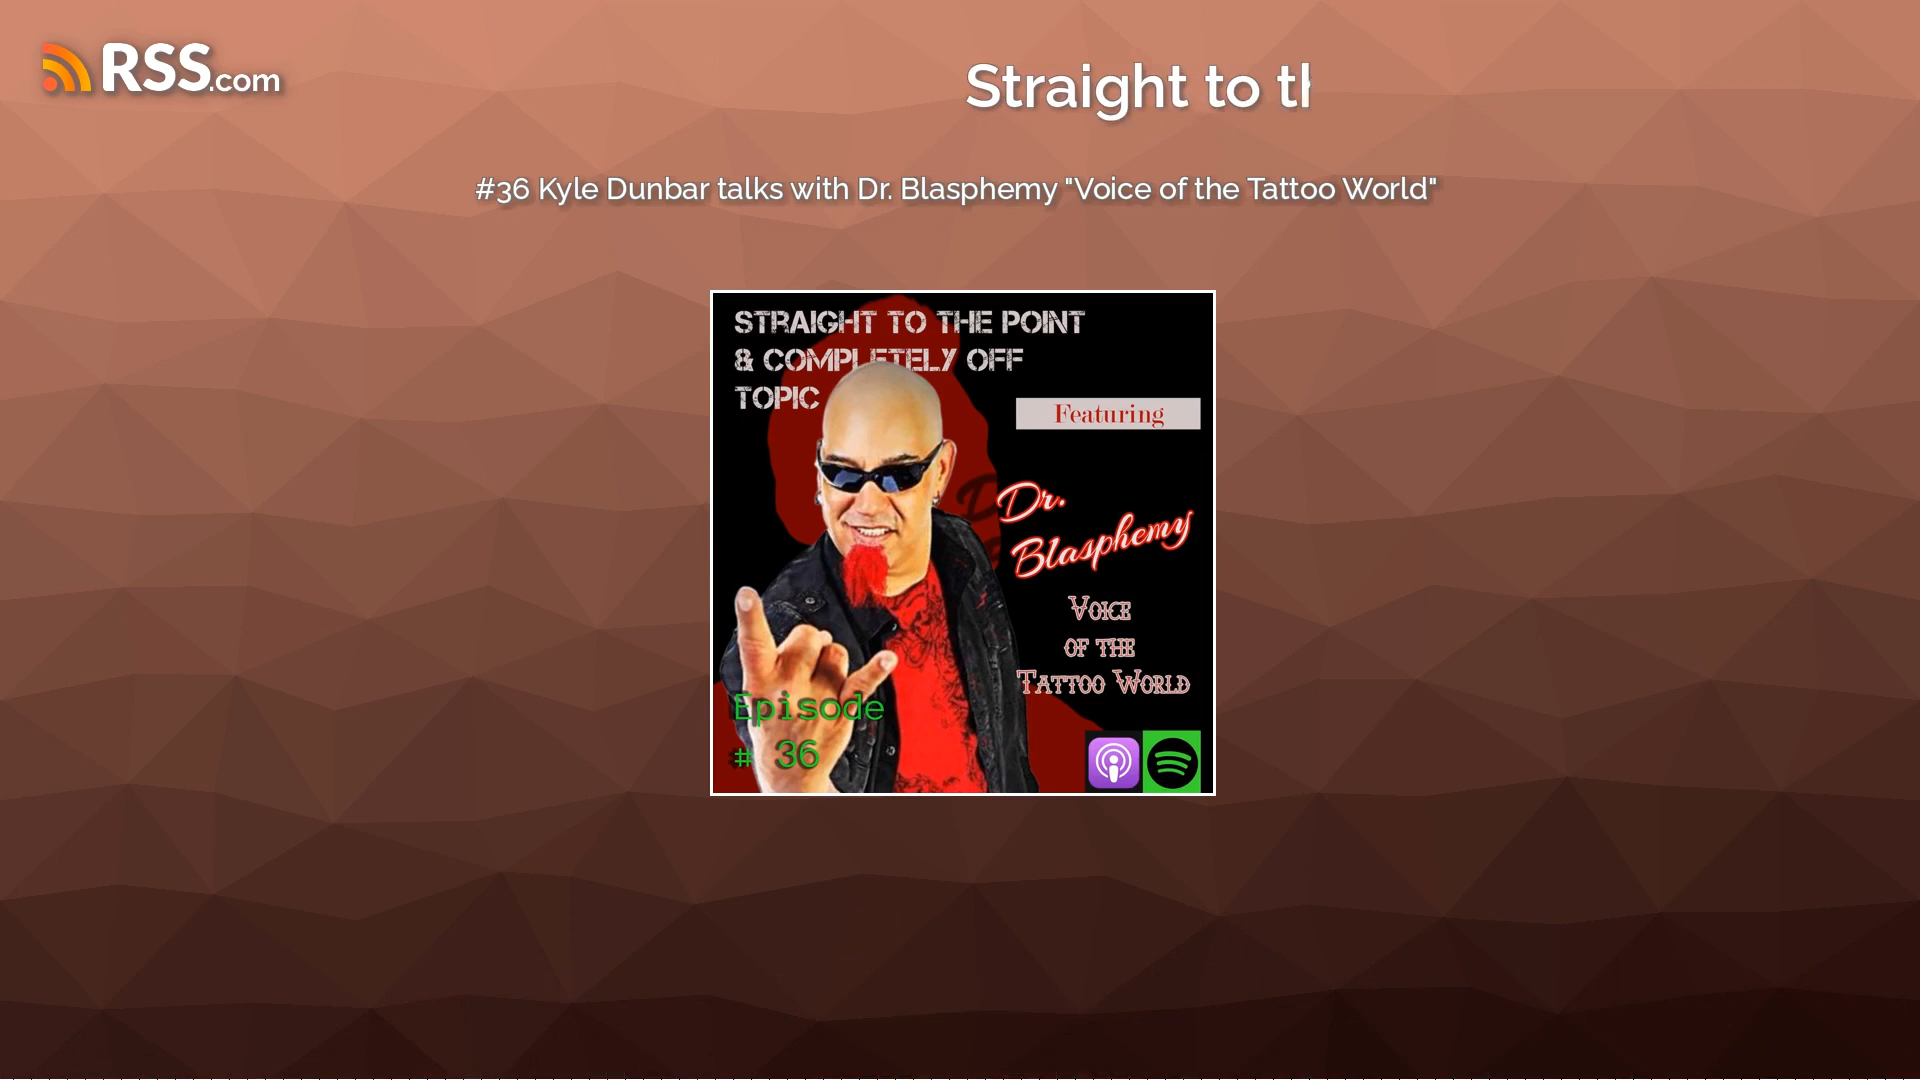 RSS.com
Straight to th
#36 Kyle Dunbar talks with Dr. Blasphemy "Voice of the Tattoo World"
STRAIGHT TO THE POINT
& COMPLETELY OFF
TOPIC
Featuring
Dr.
Blasphemy
VOICE
OF THE
TATTOO WORLD
Episode
# 36